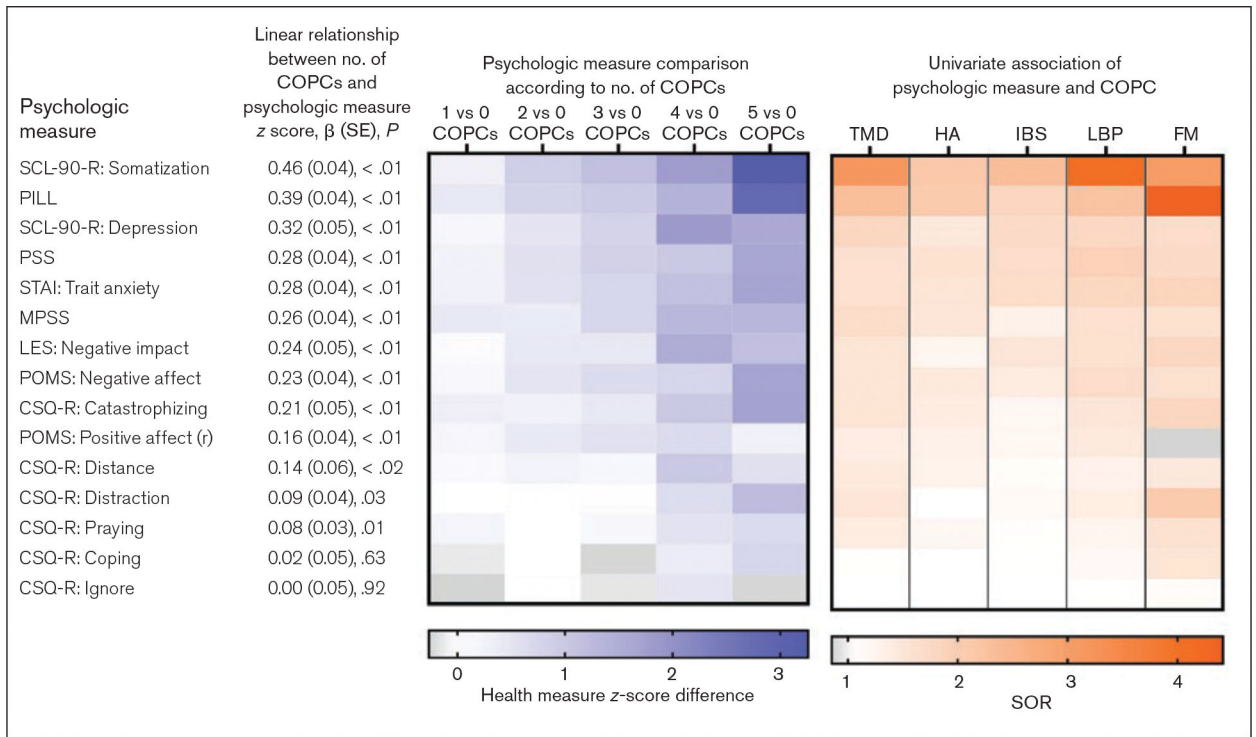 Psychologic
measure
Linear relationship
between no. of
COPCs and
psychologic measure
z score, β (SE), P
Psychologic measure comparison
according to no. of COPCs
1 vs 0 2 vs 0 3 vs 0 4 vs 0 5 vs 0
COPCs COPCs COPCs COPCs COPCs
Univariate association of
psychologic measure and COPC
TMD HA IBS LBP FM
SCL-90-R: Somatization 0.46 (0.04), < .01
PILL 0.39 (0.04), < .01
SCL-90-R: Depression 0.32 (0.05), < .01
PSS 0.28 (0.04), < .01
STAI: Trait anxiety 0.28 (0.04), < .01
MPSS 0.26 (0.04), < .01
LES: Negative impact 0.24 (0.05), < .01
POMS: Negative affect 0.23 (0.04), < .01
CSQ-R: Catastrophizing 0.21 (0.05), < .01
POMS: Positive affect (r) 0.16 (0.04), < .01
CSQ-R: Distance 0.14 (0.06), < .02
CSQ-R: Distraction 0.09 (0.04), .03
CSQ-R: Praying 0.08 (0.03), .01
CSQ-R: Coping 0.02 (0.05), .63
CSQ-R: Ignore 0.00 (0.05), .92
0 1 2 3
Health measure z-score difference
1 2 3 4
SOR